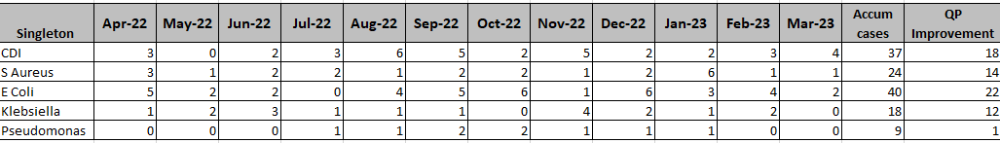 Singleton Apr-22 May-22 Jun-22 Jul-22 Aug-22 Sep-22 Oct-22 Nov-22 Dec-22 Jan-23 Feb-23 Mar-23 Accum cases QP Improvement
CDI 3 0 2 3 6 5 2 5 2 2 3 4 37 18
S Aureus 3 1 2 2 1 2 2 1 2 6 1 1 24 14
E Coli 5 2 2 0 4 5 6 1 6 3 4 2 40 22
Klebsiella 1 2 3 1 1 1 0 4 2 1 2 0 18 12
Pseudomonas 0 0 0 1 1 2 2 1 1 1 0 0 9 1